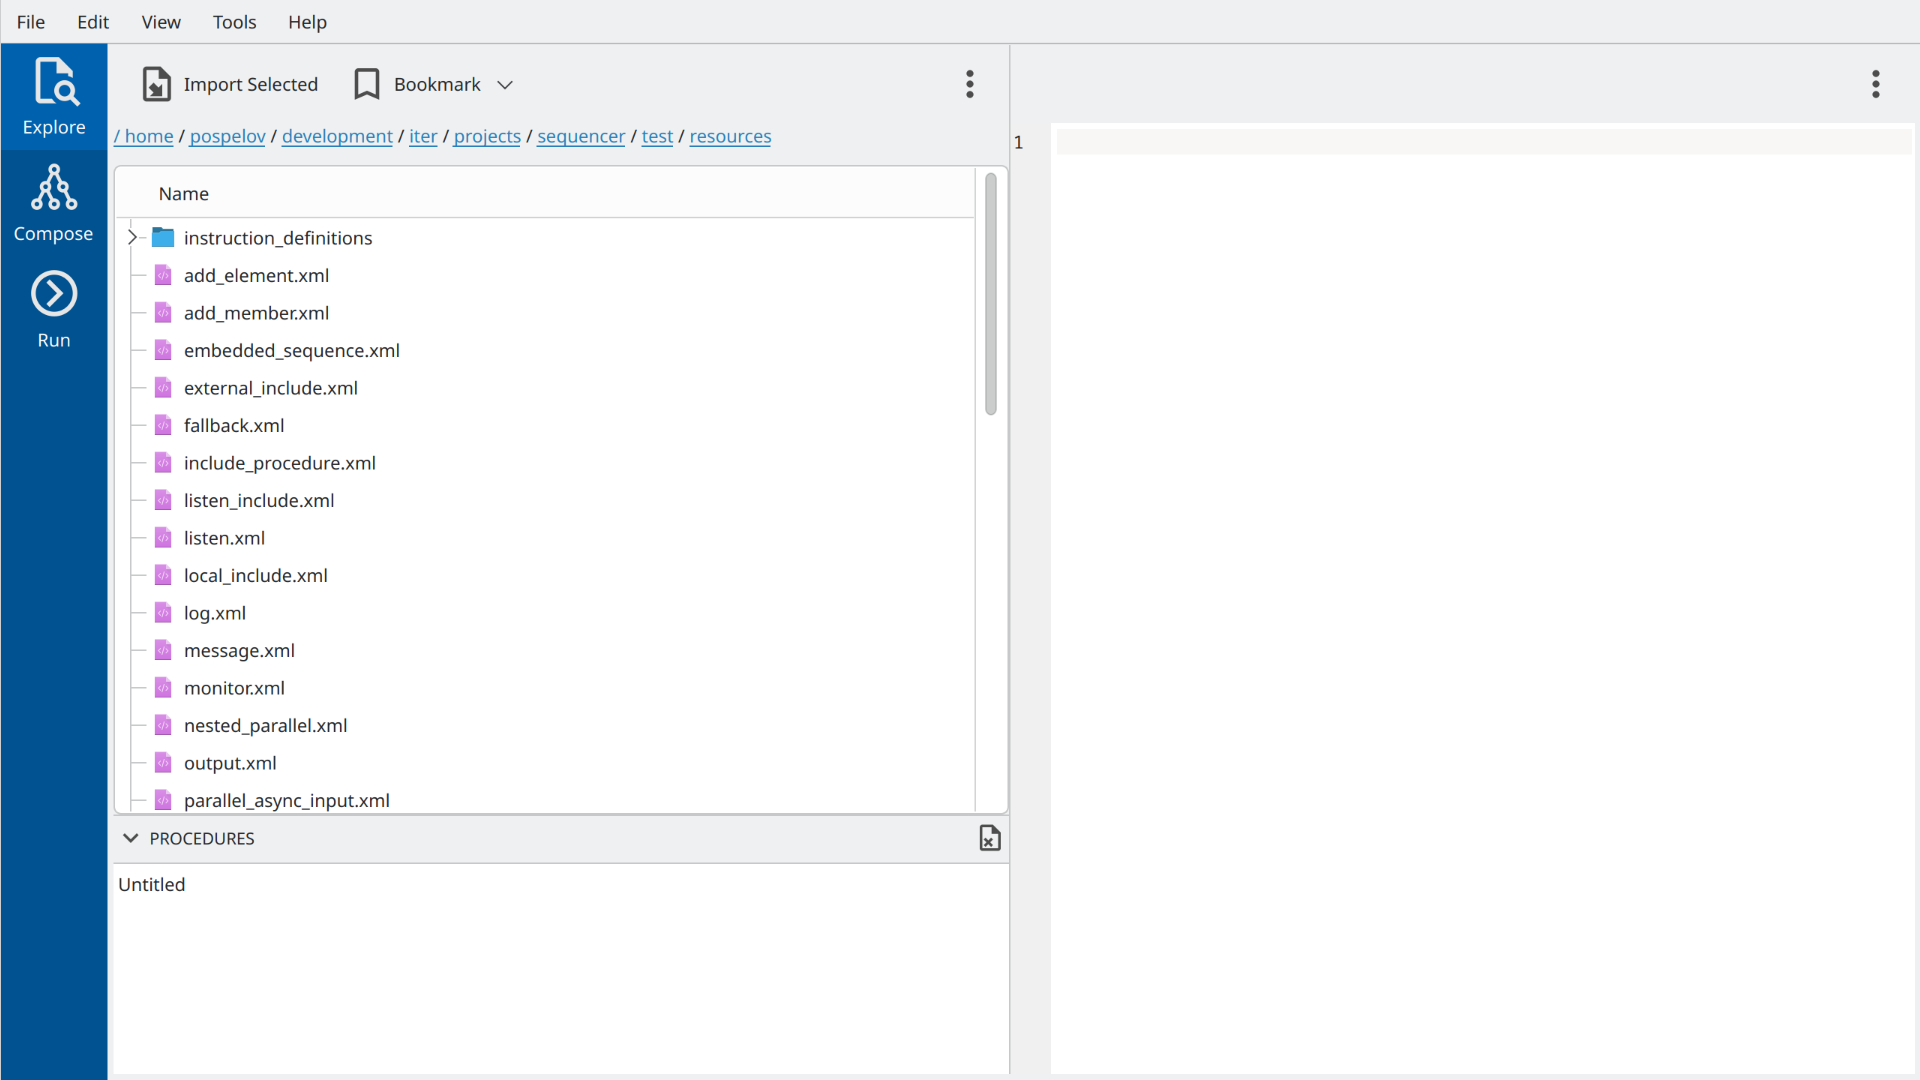 File Edit View Tools Help
Explore
Compose
Run
Import Selected Bookmark
/ home / pospelov / development / iter / projects / sequencer / test / resources
Name
instruction_definitions
add_element.xml
add_member.xml
embedded_sequence.xml
external_include.xml
fallback.xml
include_procedure.xml
listen_include.xml
listen.xml
local_include.xml
log.xml
message.xml
monitor.xml
nested_parallel.xml
output.xml
parallel_async_input.xml
PROCEDURES
Untitled
1